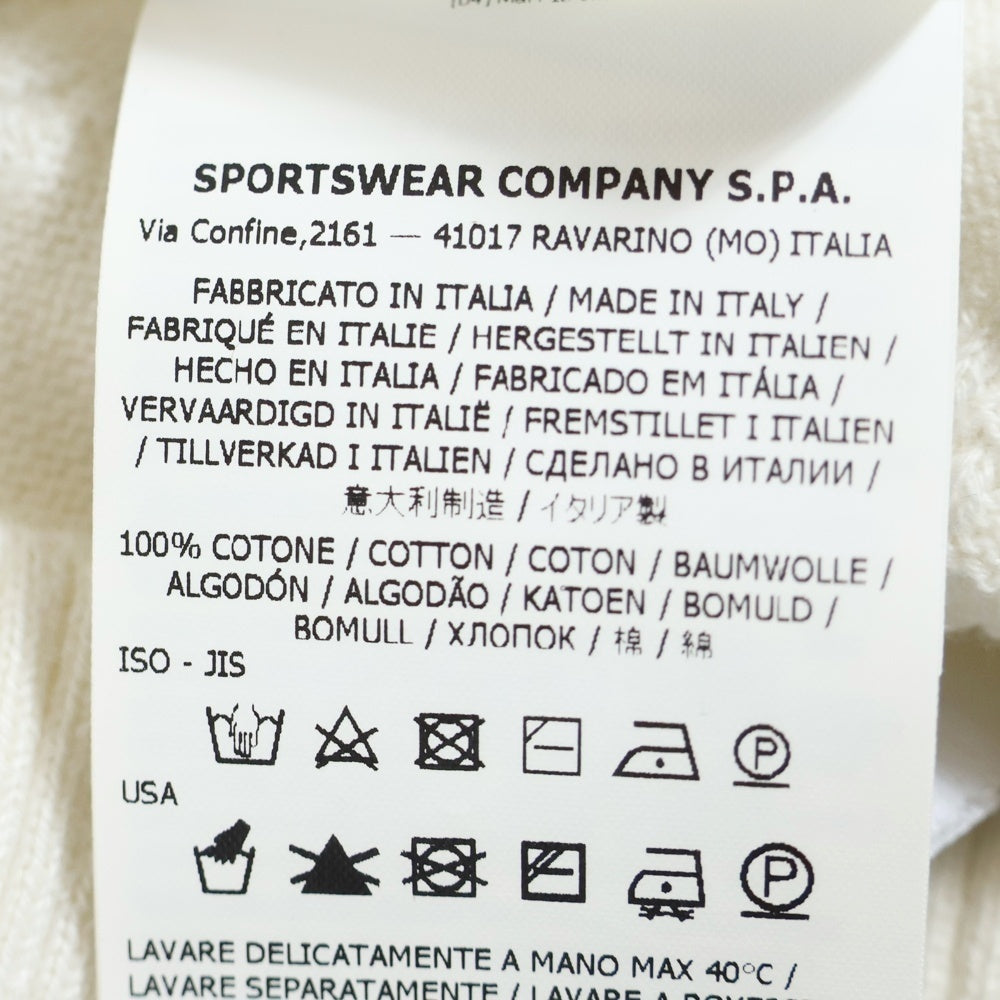 SPORTSWEAR COMPANY S.P.A.
Via Confine,2161 — 41017 RAVARINO (MO) ITALIA
FABBRICATO IN ITALIA / MADE IN ITALY /
FABRIQUÉ EN ITALIE / HERGESTELLT IN ITALIEN /
HECHO EN ITALIA / FABRICADO EM ITÁLIA /
VERVAARDIGD IN ITALIË / FREMSTILLET I ITALIEN
/ TILLVERKAD I ITALIEN / СДЕЛАНО В ИТАЛИИ /
意大利制造 / イタリア製
100% COTONE / COTTON / COTON / BAUMWOLLE /
ALGODÓN / ALGODÃO / KATOEN / BOMULD /
BOMULL / ХЛОПОК / 棉 / 綿
ISO - JIS
P
USA
P
LAVARE DELICATAMENTE A MANO MAX 40°C /
LAVARE SEPARATAMENTE / LAVARE A